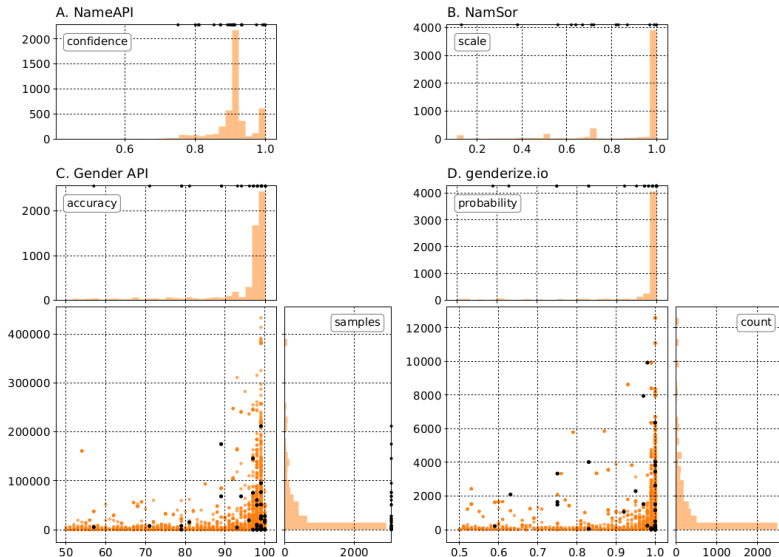 A. NameAPI
confidence
2000
1500
1000
500
0
0.6 0.8 1.0
B. NamSor
scale
4000
3000
2000
1000
0
0.2 0.4 0.6 0.8 1.0
C. Gender API
accuracy
2000
1000
0
samples
400000
300000
200000
100000
0
50 60 70 80 90 100
0 2000
D. genderize.io
probability
4000
3000
2000
1000
0
count
12000
10000
8000
6000
4000
2000
0
0.5 0.6 0.7 0.8 0.9 1.0
0 2000